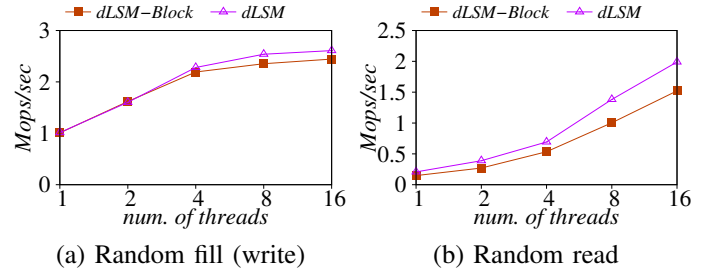 dLSM-Block dLSM
Mops/sec
3
2
1
0
1 2 4 8 16
num. of threads
(a) Random fill (write)
dLSM-Block dLSM
Mops/sec
2.5
2
1.5
1
0.5
0
1 2 4 8 16
num. of threads
(b) Random read